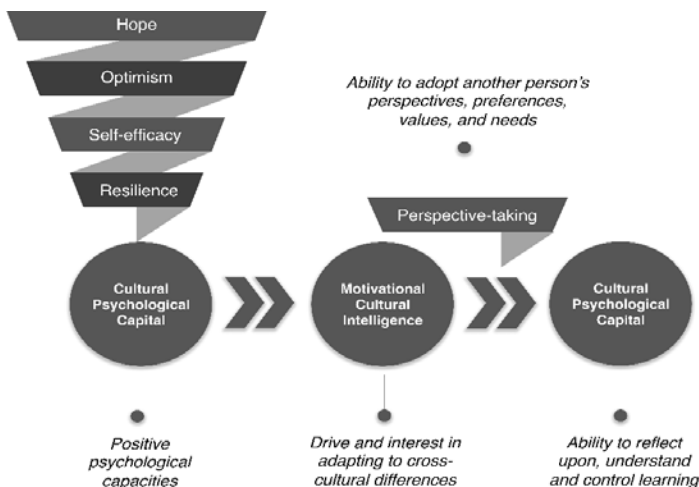 Hope
Optimism
Self-efficacy
Resilience
Ability to adopt another person's
perspectives, preferences,
values, and needs
Perspective-taking
Cultural
Psychological
Capital
Motivational
Cultural
Intelligence
Cultural
Psychological
Capital
Positive
psychological
capacities
Drive and interest in
adapting to cross-
cultural differences
Ability to reflect
upon, understand
and control learning